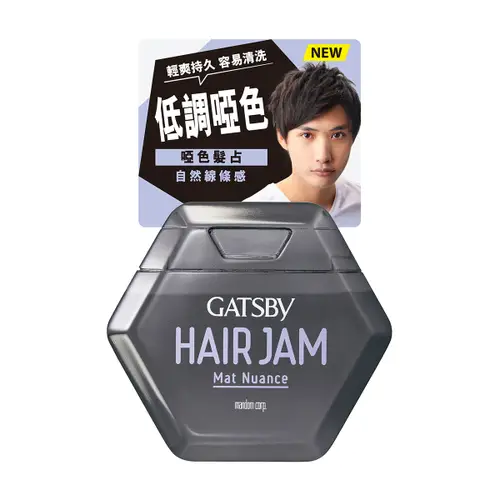 NEW
輕爽持久 容易清洗
低調啞色
啞色髮占
自然線條感
GATSBY
HAIR JAM
Mat Nuance
mandom corp.